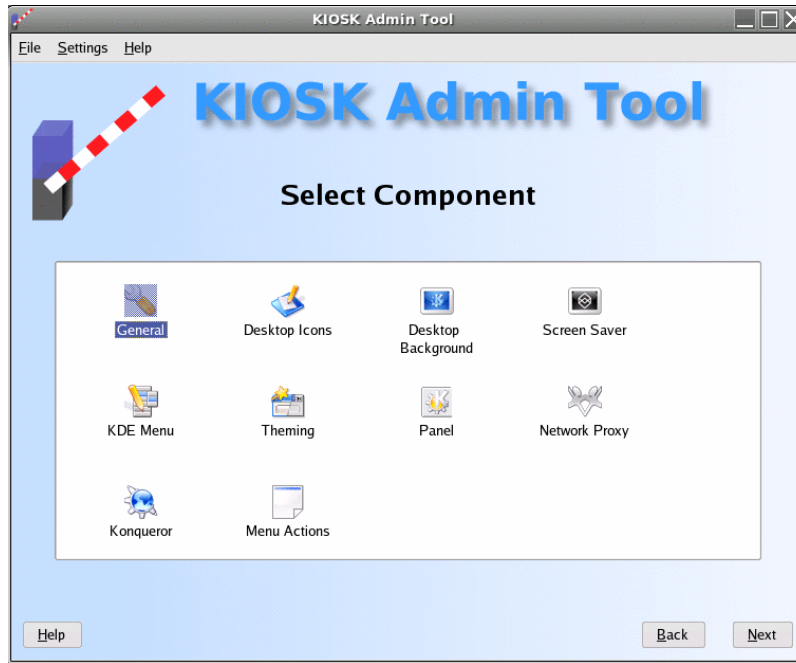 KIOSK Admin Tool
File Settings Help
KIOSK Admin Tool
Select Component
General Desktop Icons Desktop Screen Saver
Background
KDE Menu Theming Panel Network Proxy
Konqueror Menu Actions
Help Back Next